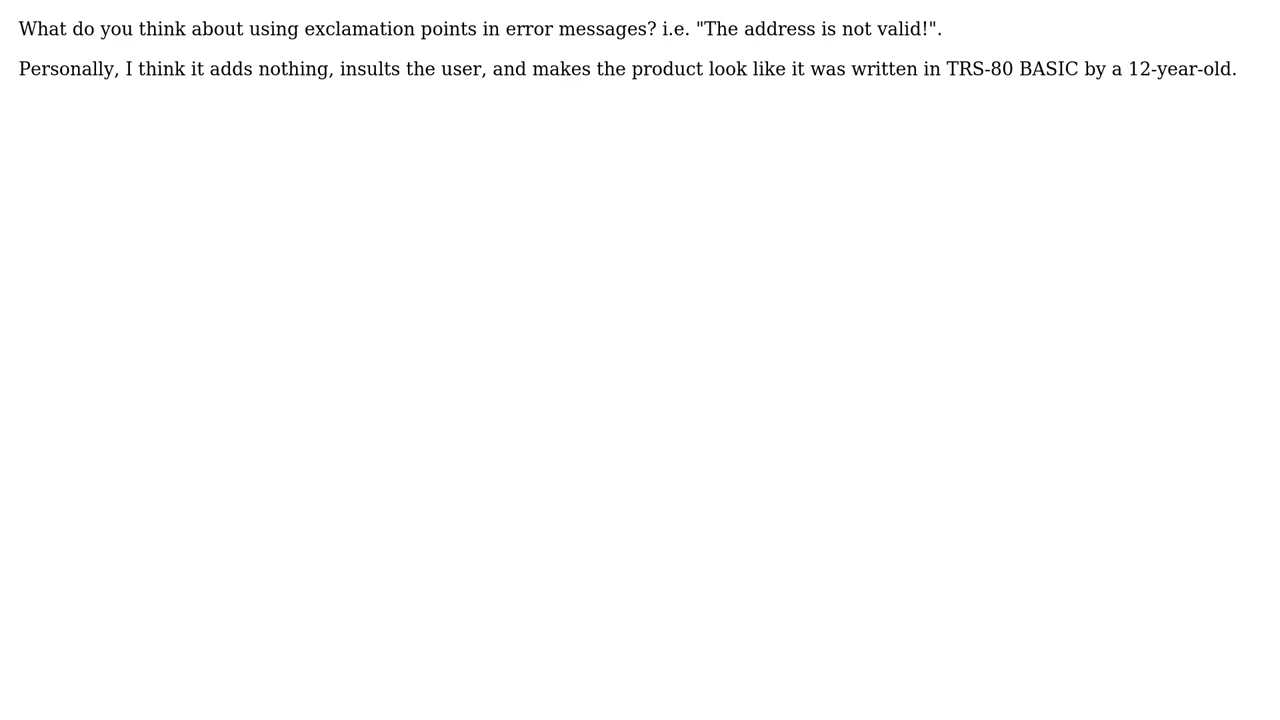 What do you think about using exclamation points in error messages? i.e. "The address is not valid!".
Personally, I think it adds nothing, insults the user, and makes the product look like it was written in TRS-80 BASIC by a 12-year-old.